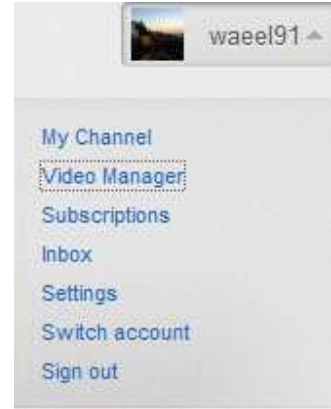 waeel91
My Channel
Video Manager
Subscriptions
Inbox
Settings
Switch account
Sign out